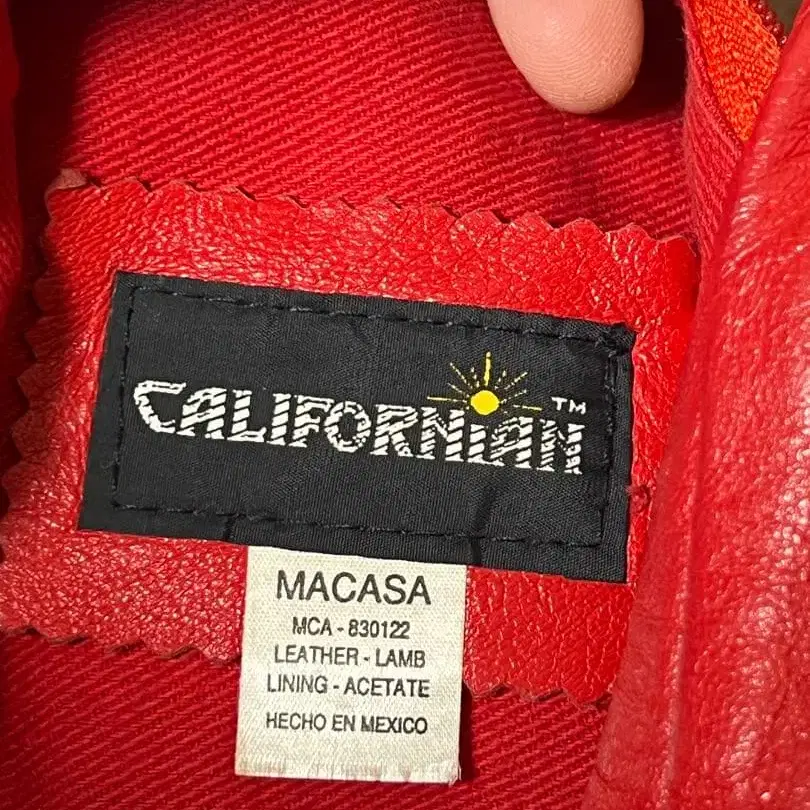 CALIFORNiAN™
MACASA
MCA - 830122
LEATHER - LAMB
LINING - ACETATE
HECHO EN MEXICO